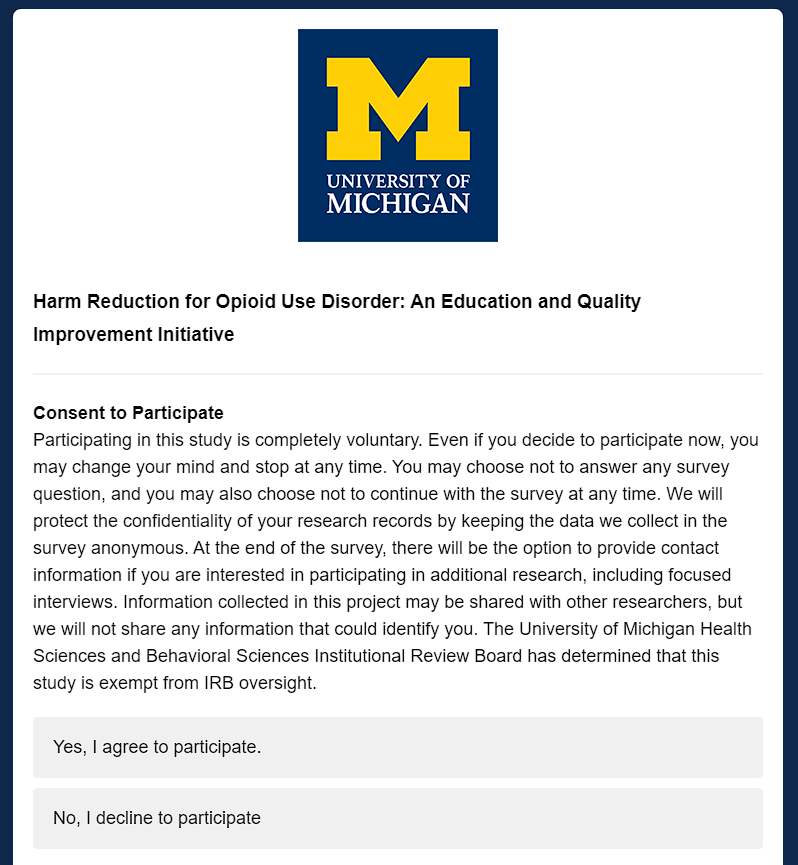 M
UNIVERSITY OF
MICHIGAN
Harm Reduction for Opioid Use Disorder: An Education and Quality
Improvement Initiative
Consent to Participate
Participating in this study is completely voluntary. Even if you decide to participate now, you
may change your mind and stop at any time. You may choose not to answer any survey
question, and you may also choose not to continue with the survey at any time. We will
protect the confidentiality of your research records by keeping the data we collect in the
survey anonymous. At the end of the survey, there will be the option to provide contact
information if you are interested in participating in additional research, including focused
interviews. Information collected in this project may be shared with other researchers, but
we will not share any information that could identify you. The University of Michigan Health
Sciences and Behavioral Sciences Institutional Review Board has determined that this
study is exempt from IRB oversight.
Yes, I agree to participate.
No, I decline to participate